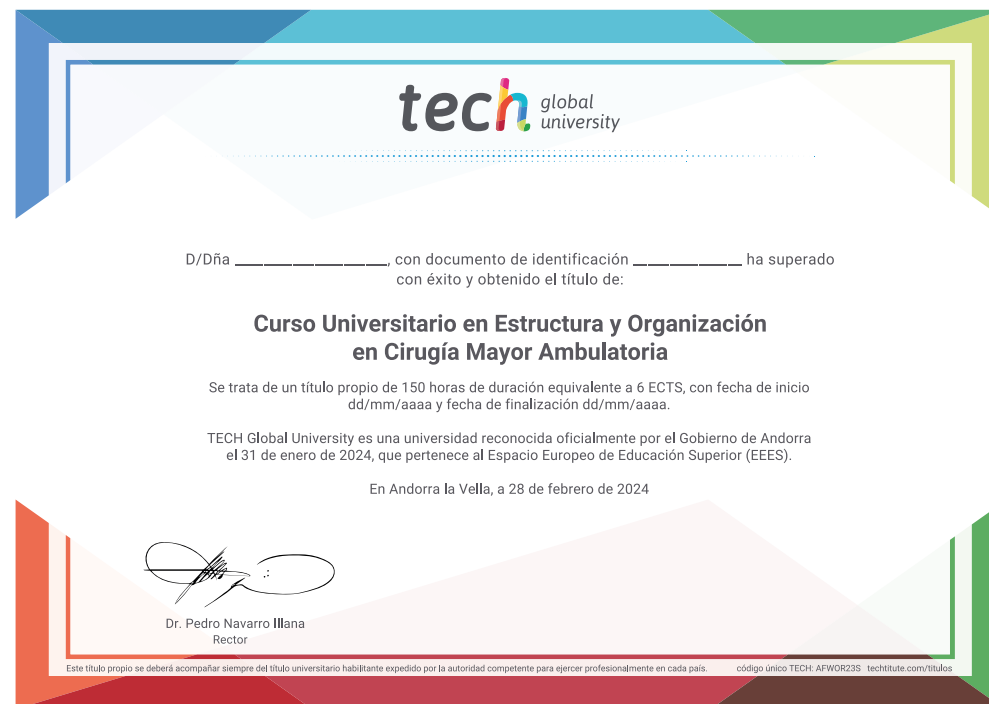 tech global university
D/Dña ________________, con documento de identificación ____________ ha superado
con éxito y obtenido el título de:
Curso Universitario en Estructura y Organización
en Cirugía Mayor Ambulatoria
Se trata de un título propio de 150 horas de duración equivalente a 6 ECTS, con fecha de inicio
dd/mm/aaaa y fecha de finalización dd/mm/aaaa.
TECH Global University es una universidad reconocida oficialmente por el Gobierno de Andorra
el 31 de enero de 2024, que pertenece al Espacio Europeo de Educación Superior (EEES).
En Andorra la Vella, a 28 de febrero de 2024
Dr. Pedro Navarro Illana
Rector
Este título propio se deberá acompañar siempre del título universitario habilitante expedido por la autoridad competente para ejercer profesionalmente en cada país. código único TECH: AFWOR23S techtitute.com/titulos